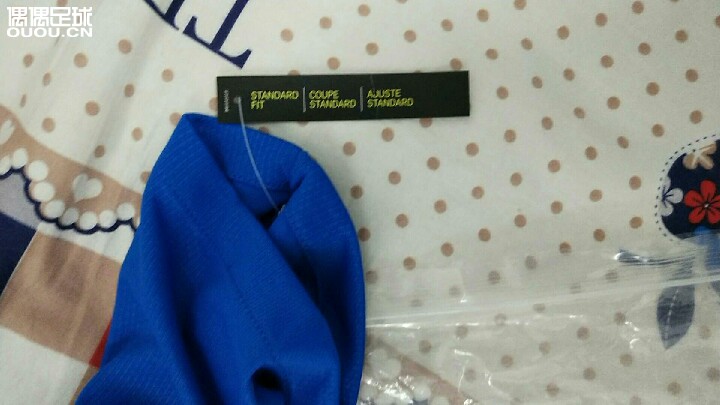 偶偶足球
OUOU.CN
T
STANDARD
FIT
COUPE
STANDARD
AJUSTE
STANDARD